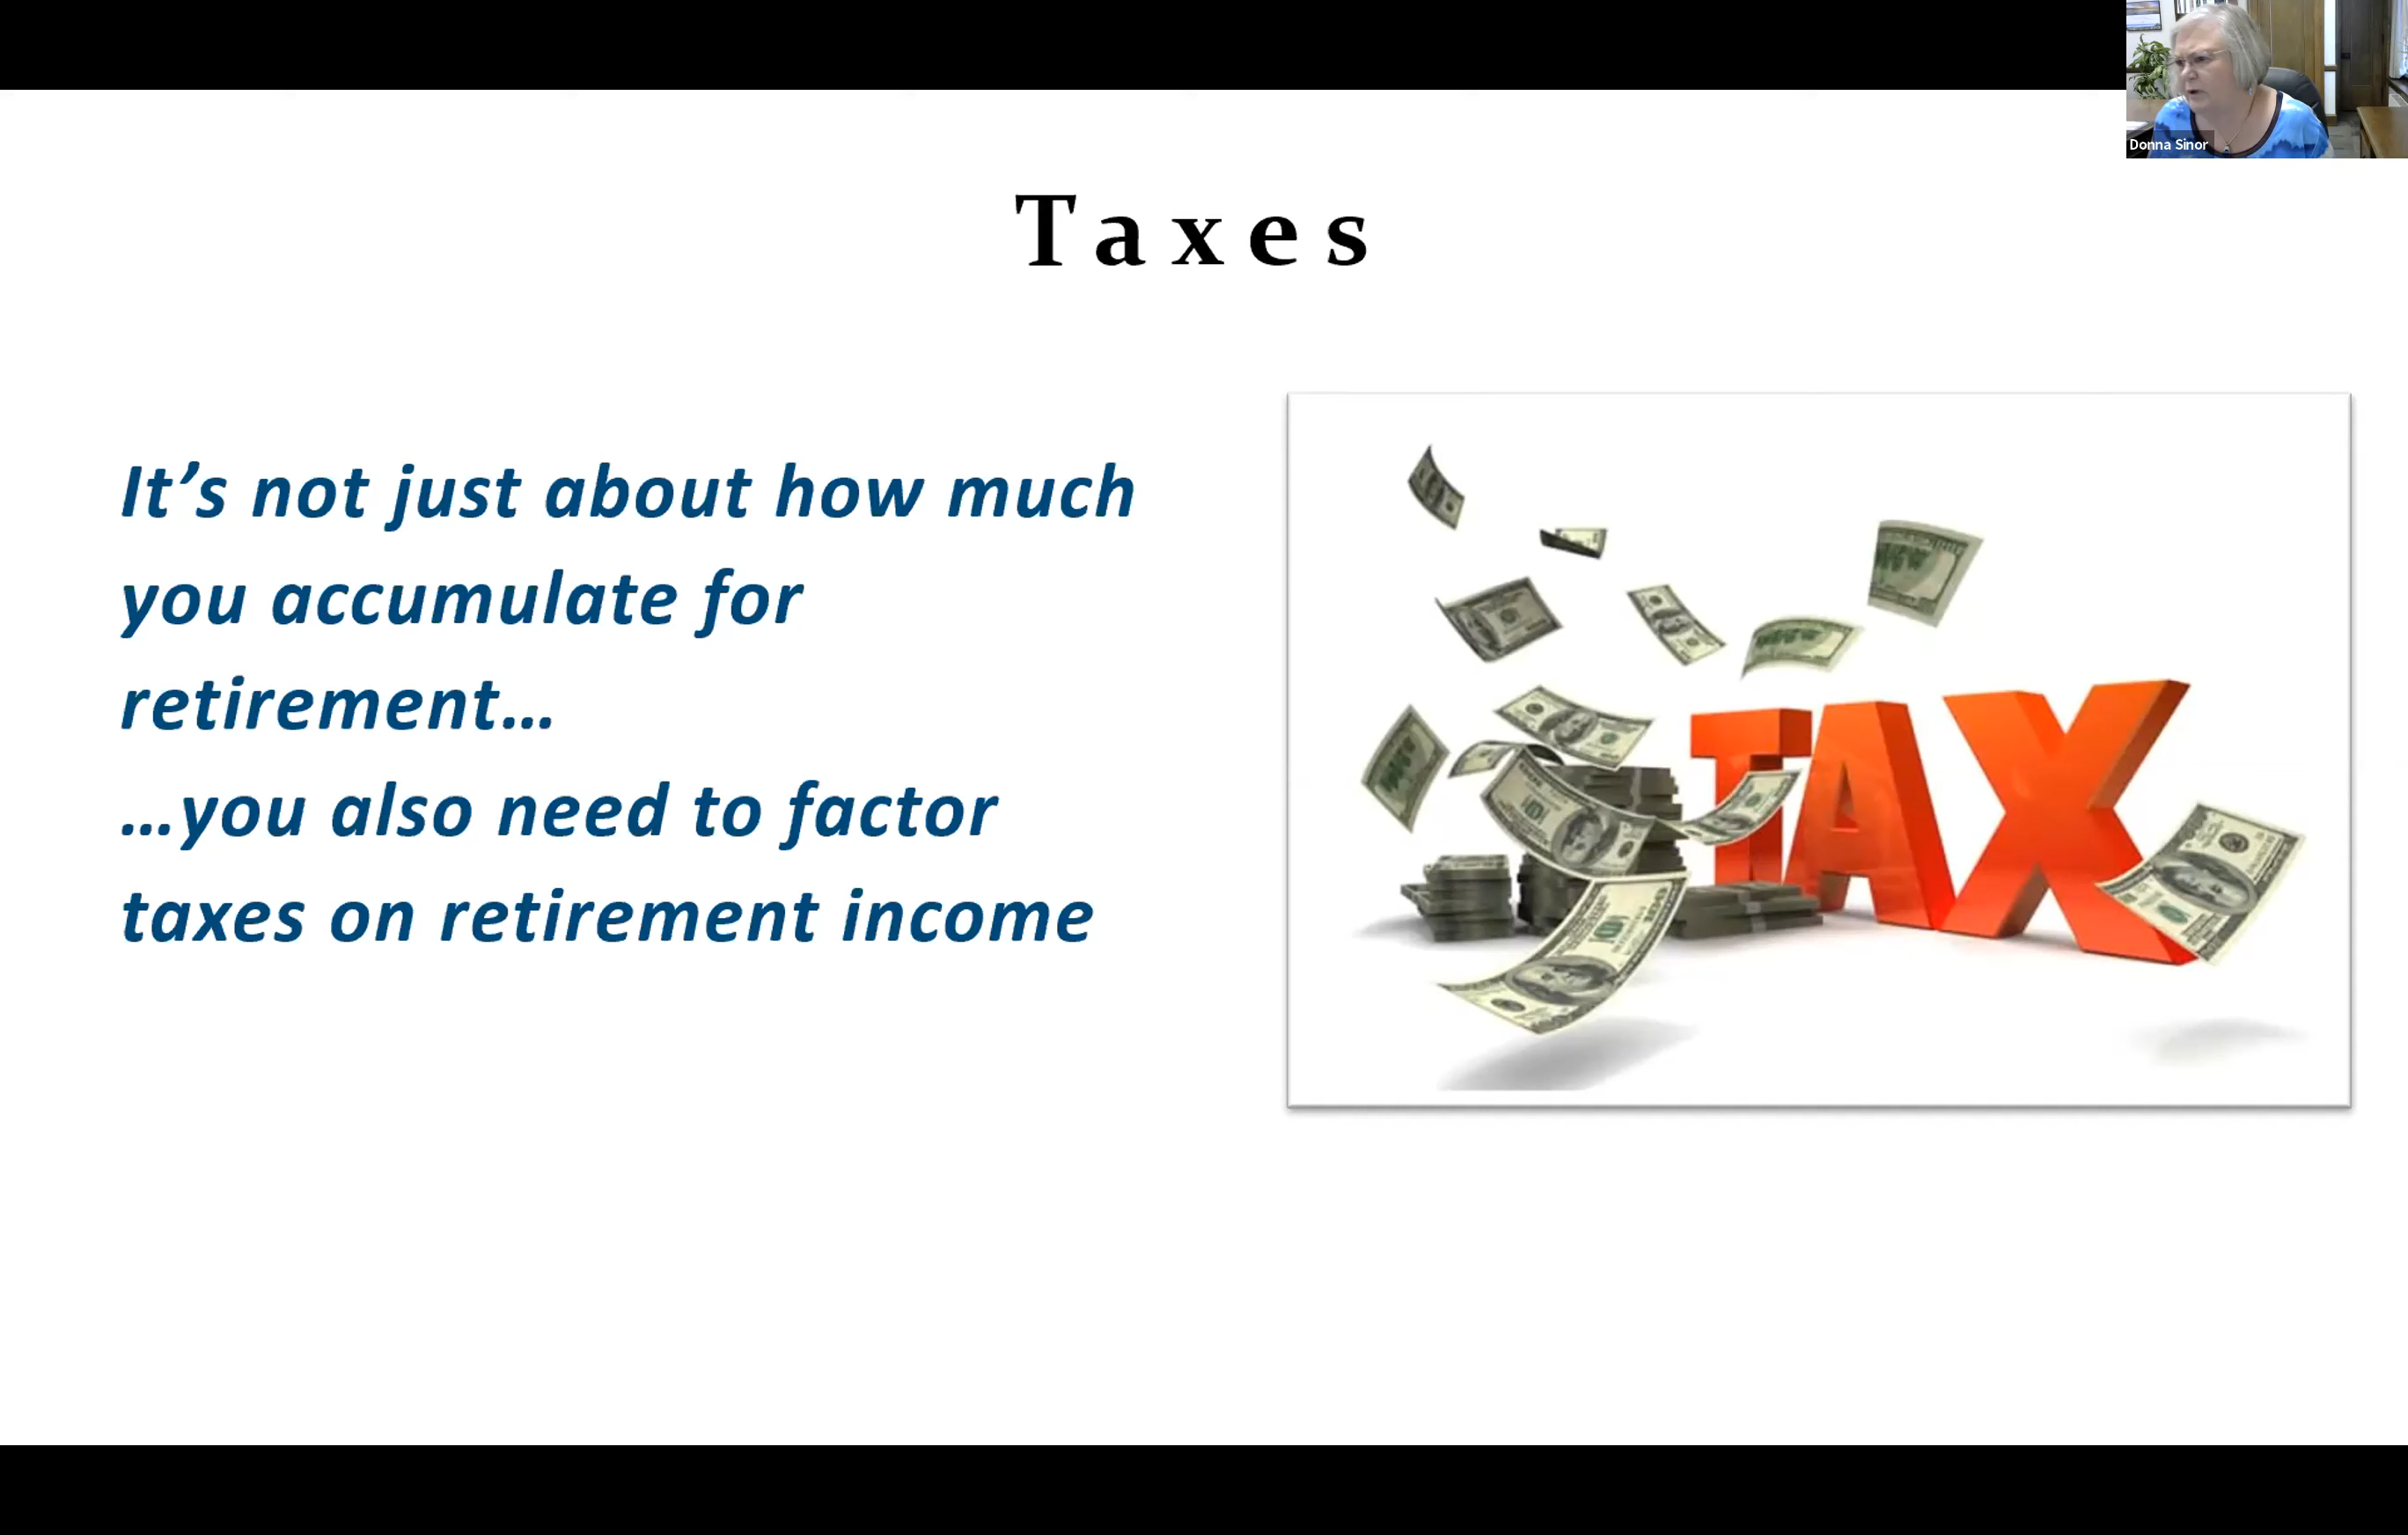 Donna Sinor
Taxes
It’s not just about how much
you accumulate for
retirement…
…you also need to factor
taxes on retirement income
TAX